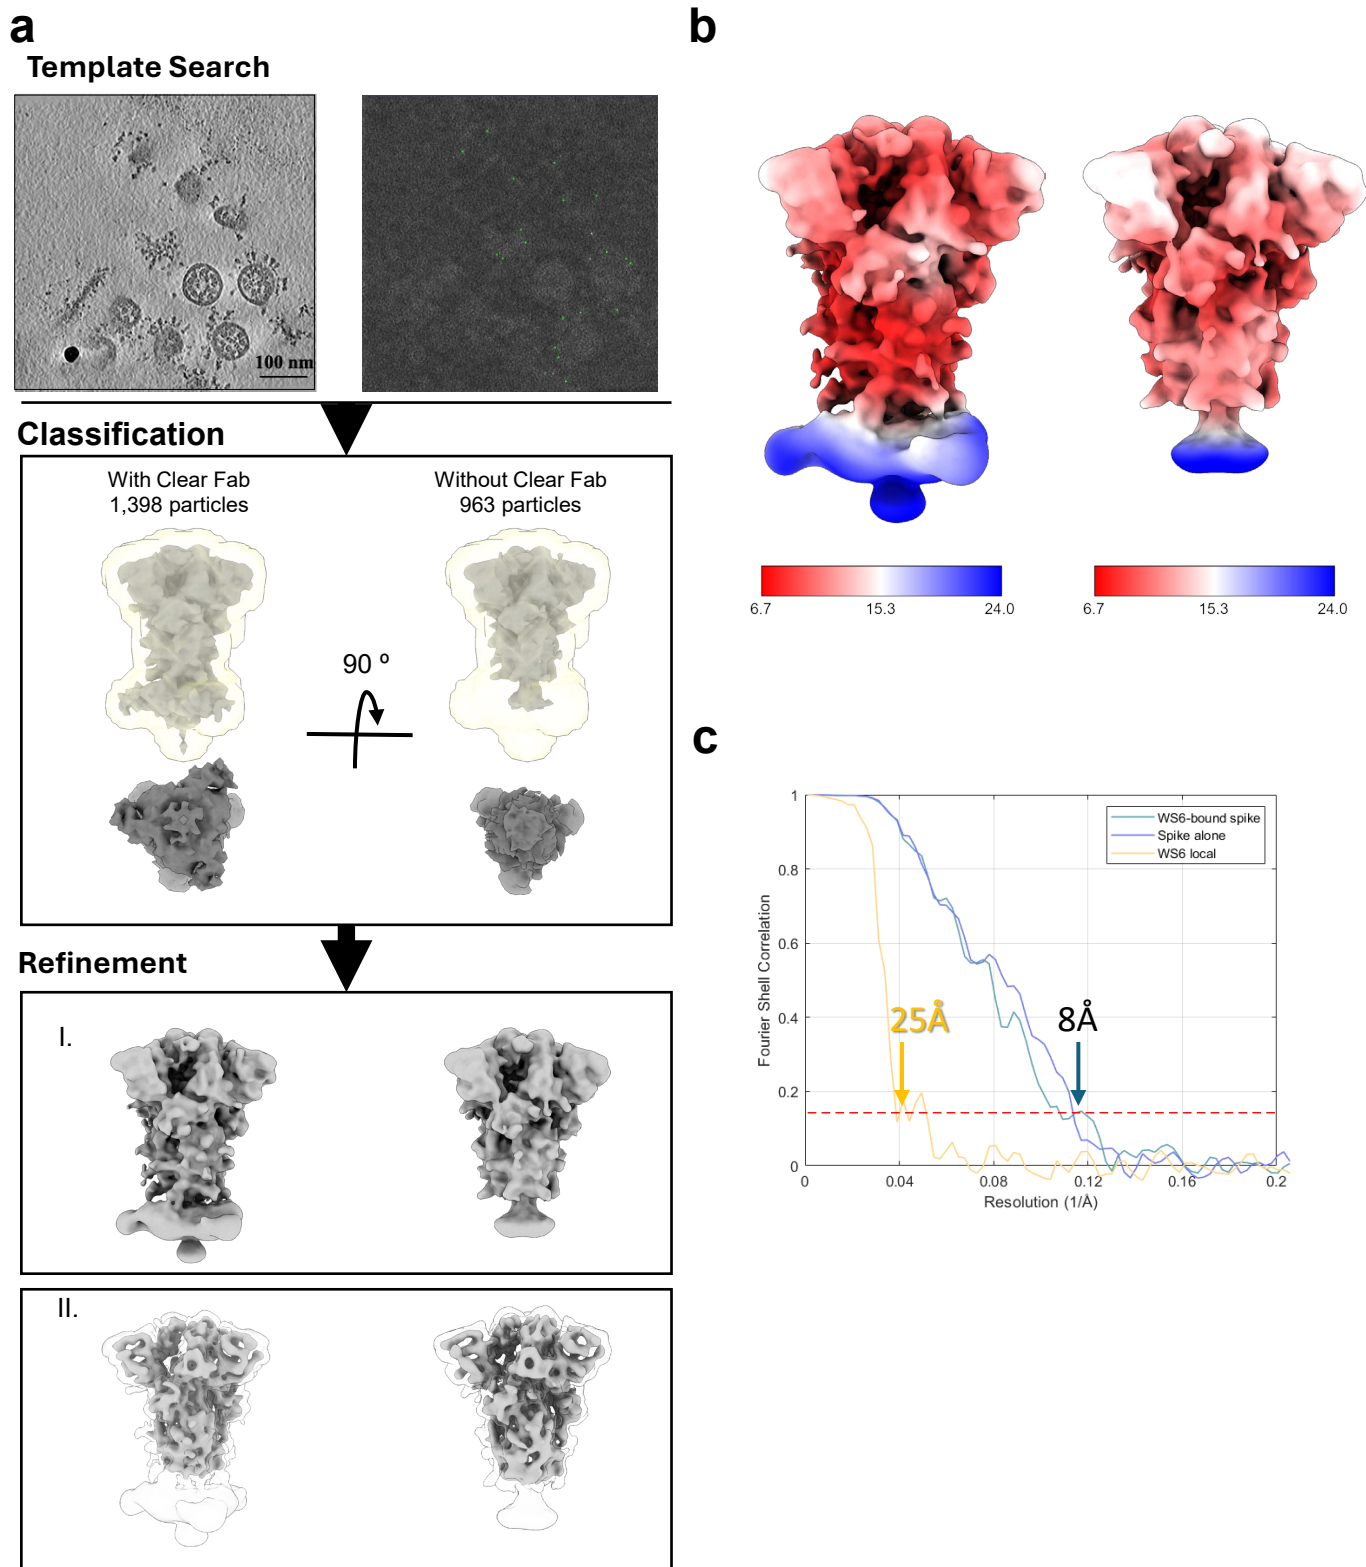 a
Template Search
100 nm
Classification
With Clear Fab
1,398 particles
Without Clear Fab
963 particles
90 º
Refinement
I.
II.
b
6.7
15.3
24.0
6.7
15.3
24.0
c
1
0.8
0.6
0.4
0.2
0
Fourier Shell Correlation
WS6-bound spike
Spike alone
WS6 local
25Å
8Å
0
0.04
0.08
0.12
0.16
0.2
Resolution (1/Å)